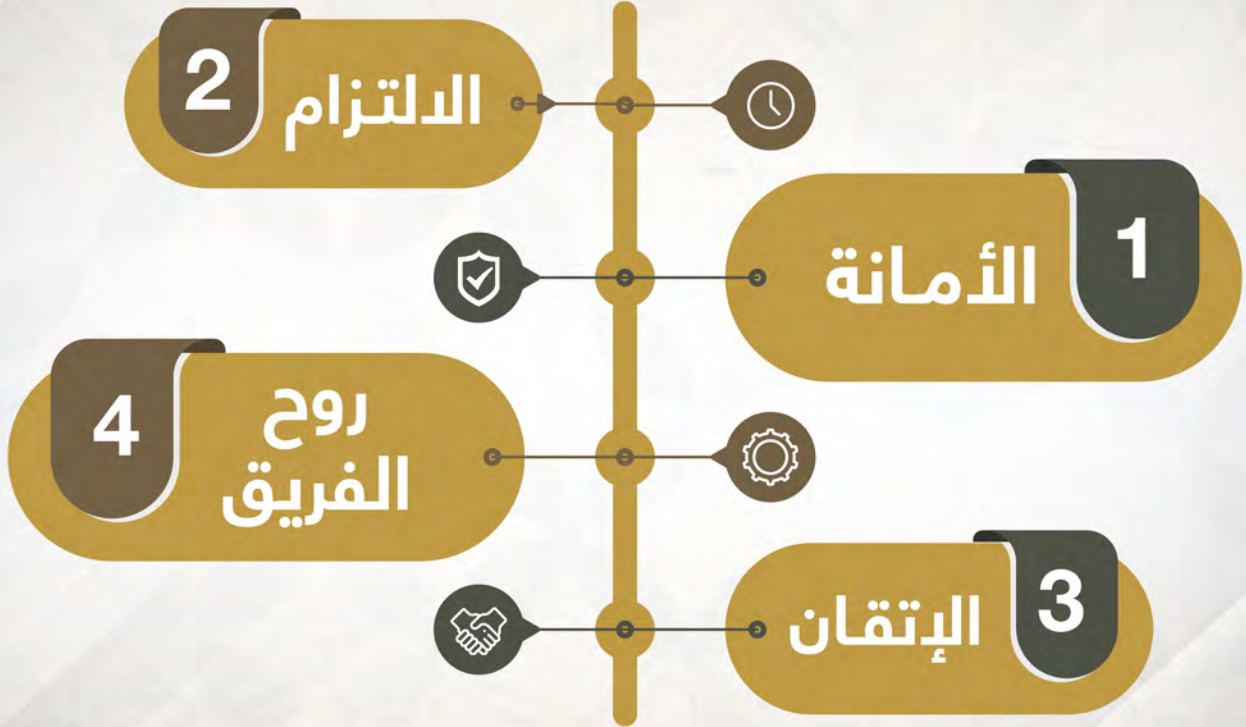 1
الأمانة
2
الالتزام
3
الإتقان
4
روح
الفريق